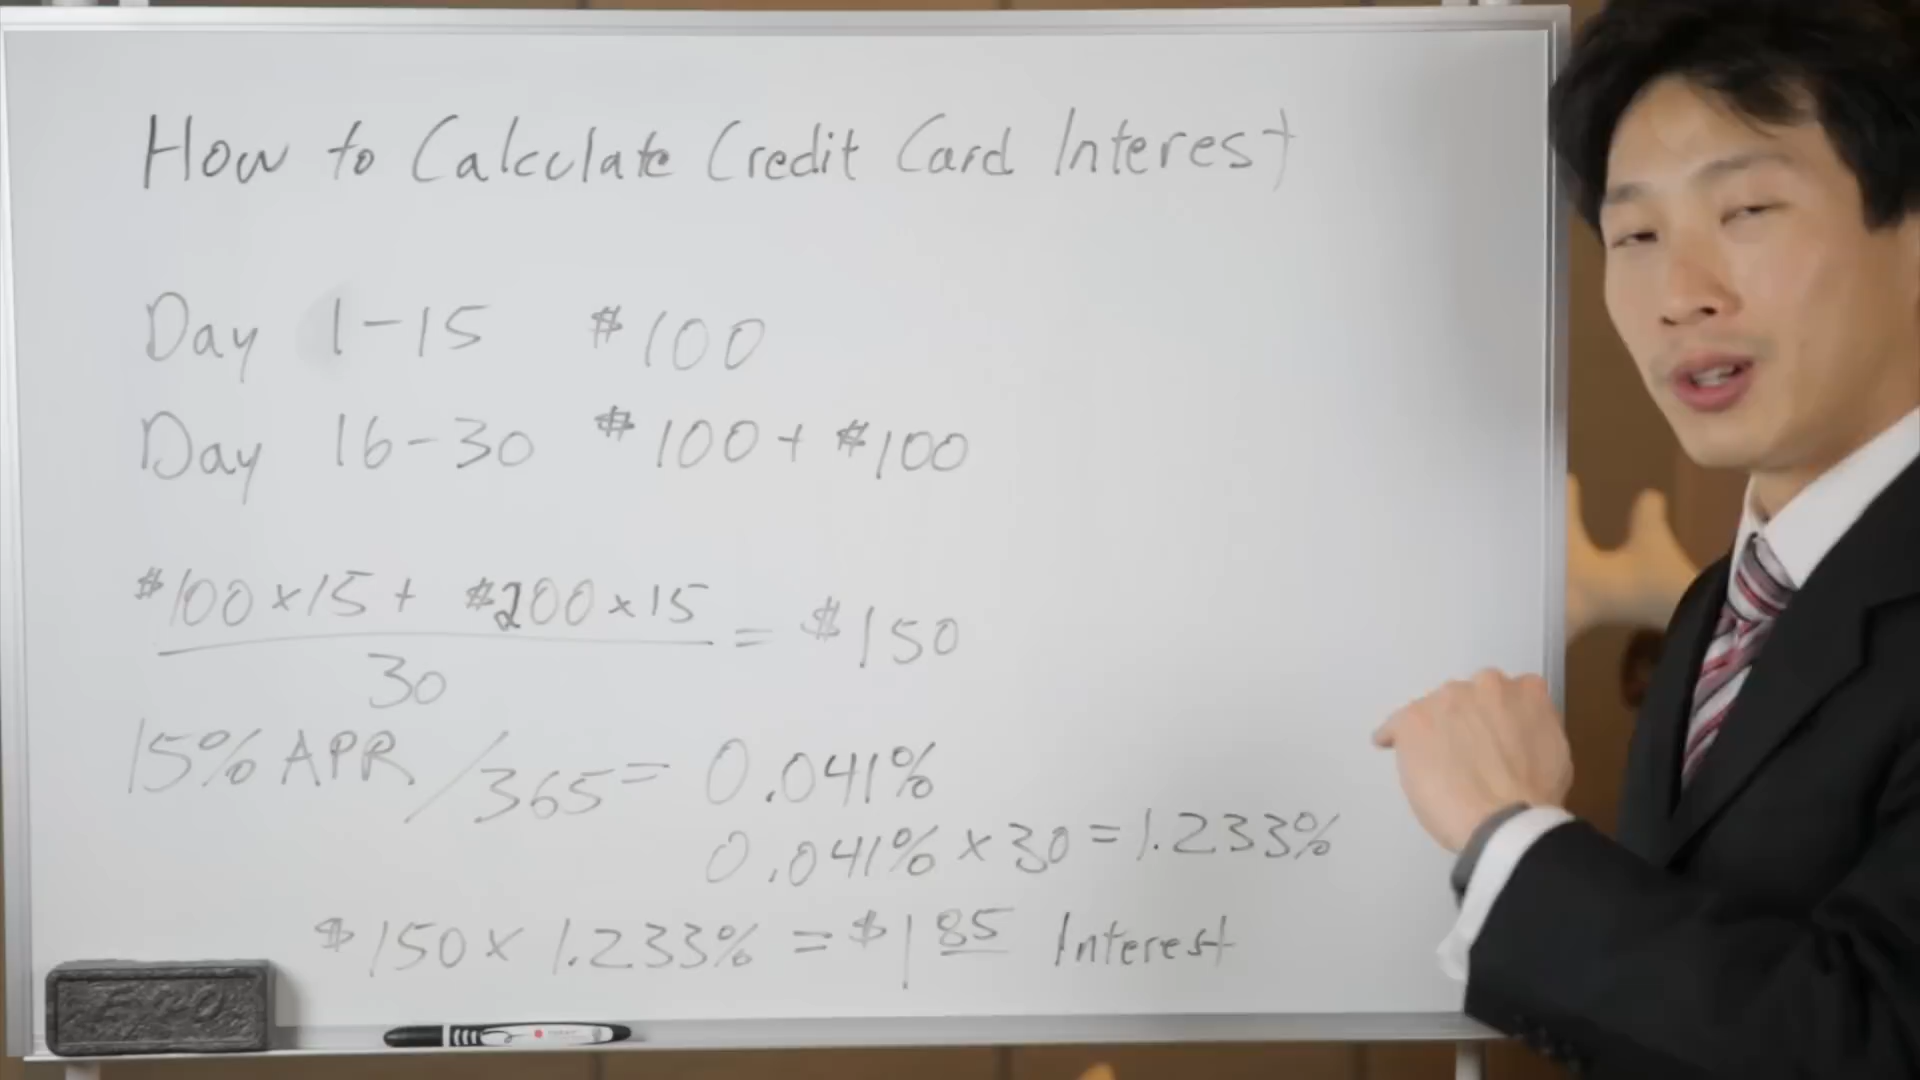 How to Calculate Credit Card Interest
Day 1-15 $100
Day 16-30 $100 + $100
$100 x 15 + $200 x 15
30
= $150
15% APR / 365 = 0.041%
0.041% x 30 = 1.233%
$150 x 1.233% = $1 85 Interest
Expo